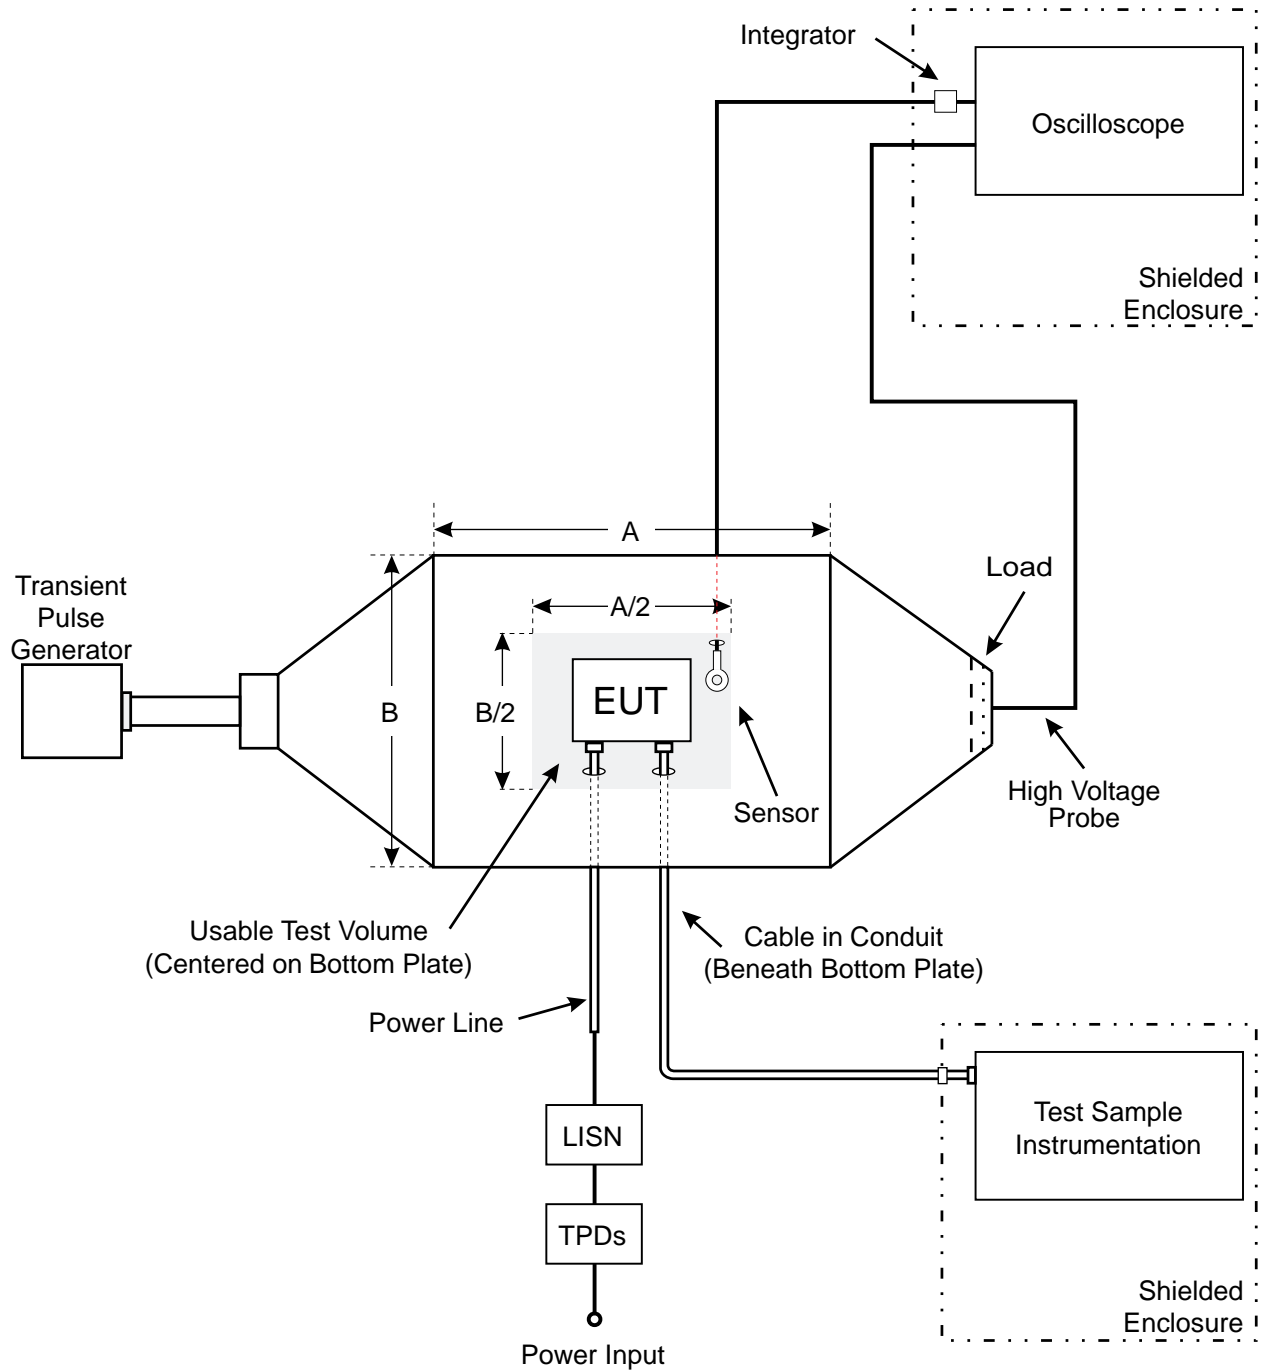 Integrator
Oscilloscope
Shielded
Enclosure
A
Load
Transient
Pulse
Generator
A/2
B
B/2
EUT
Sensor
High Voltage
Probe
Usable Test Volume
(Centered on Bottom Plate)
Cable in Conduit
(Beneath Bottom Plate)
Power Line
LISN
Test Sample
Instrumentation
TPDs
Shielded
Enclosure
Power Input